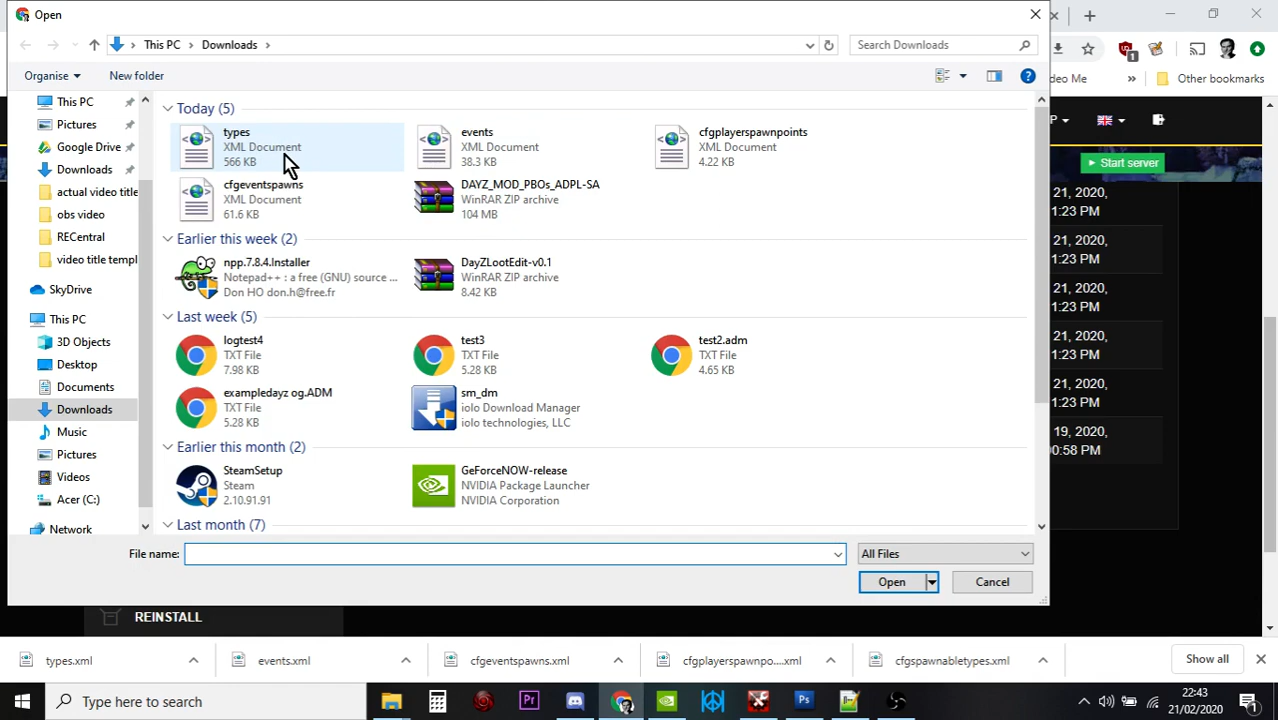 Open
This PC > Downloads >
Search Downloads
Organise
New folder
Me
Other bookmarks
This PC
Pictures
Google Drive
Downloads
actual video title
obs video
RECentral
video title templ
SkyDrive
This PC
3D Objects
Desktop
Documents
Downloads
Music
Pictures
Videos
Acer (C:)
Network
Today (5)
types
XML Document
566 KB
events
XML Document
38.3 KB
cfgplayerspawnpoints
XML Document
4.22 KB
cfgeventspawns
XML Document
61.6 KB
DAYZ_MOD_PBOs_ADPL-SA
WinRAR ZIP archive
104 MB
Earlier this week (2)
npp.7.8.4.Installer
Notepad++ : a free (GNU) source ...
Don HO don.h@free.fr
DayZLootEdit-v0.1
WinRAR ZIP archive
8.42 KB
Last week (5)
logtest4
TXT File
7.98 KB
test3
TXT File
5.28 KB
test2.adm
TXT File
4.65 KB
exampledayz og.ADM
TXT File
5.28 KB
sm_dm
iolo Download Manager
iolo technologies, LLC
Earlier this month (2)
SteamSetup
Steam
2.10.91.91
GeForceNOW-release
NVIDIA Package Launcher
NVIDIA Corporation
Last month (7)
File name:
All Files
Open
Cancel
Start server
21, 2020,
1:23 PM
21, 2020,
1:23 PM
21, 2020,
1:23 PM
21, 2020,
1:23 PM
21, 2020,
1:23 PM
19, 2020,
0:58 PM
REINSTALL
types.xml
events.xml
cfgeventspawns.xml
cfgplayerspawnpo....xml
cfgspawnabletypes.xml
Show all
Type here to search
22:43
21/02/2020